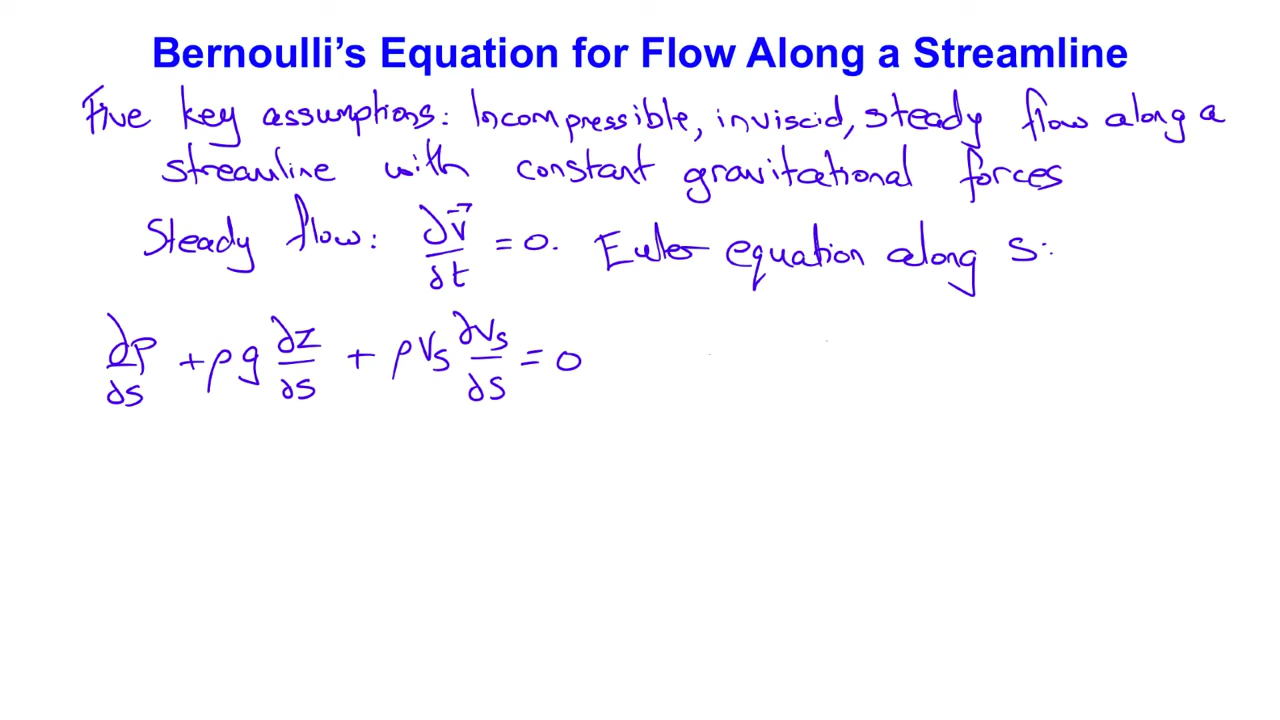 Bernoulli's Equation for Flow Along a Streamline
Five key assumptions: Incompressible, inviscid, steady flow along a
streamline with constant gravitational forces
Steady flow: ∂v⃗/∂t = 0. Euler equation along s:
∂p/∂s + ρg ∂z/∂s + ρVs ∂Vs/∂s = 0